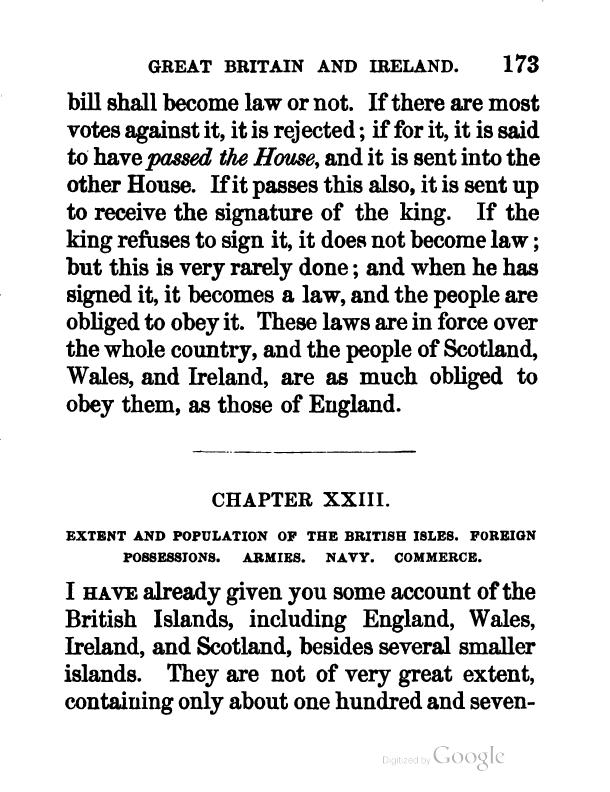 GREAT BRITAIN AND IRELAND. 173
bill shall become law or not. If there are most
votes against it, it is rejected; if for it, it is said
to have passed the House, and it is sent into the
other House. If it passes this also, it is sent up
to receive the signature of the king. If the
king refuses to sign it, it does not become law;
but this is very rarely done; and when he has
signed it, it becomes a law, and the people are
obliged to obey it. These laws are in force over
the whole country, and the people of Scotland,
Wales, and Ireland, are as much obliged to
obey them, as those of England.
CHAPTER XXIII.
EXTENT AND POPULATION OF THE BRITISH ISLES. FOREIGN
POSSESSIONS. ARMIES. NAVY. COMMERCE.
I HAVE already given you some account of the
British Islands, including England, Wales,
Ireland, and Scotland, besides several smaller
islands. They are not of very great extent,
containing only about one hundred and seven-
Digitized by Google